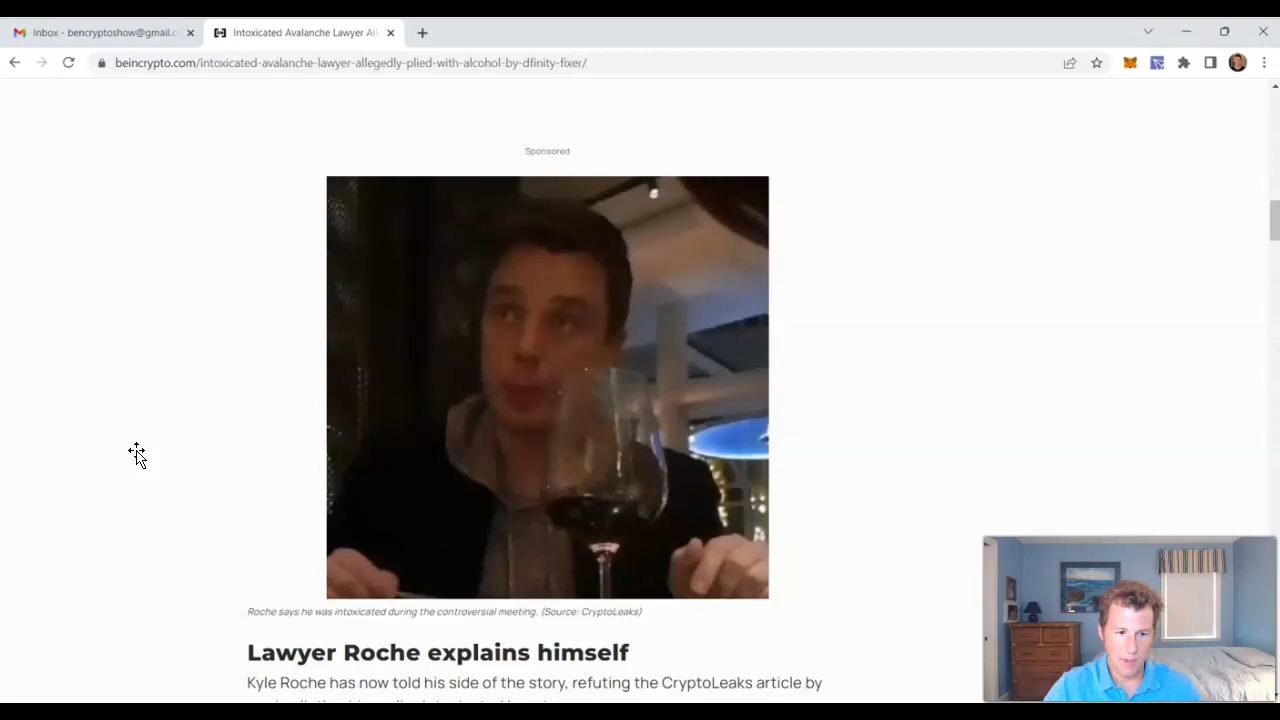 Inbox - bencryptoshow@gmail.c
Intoxicated Avalanche Lawyer All
beincrypto.com/intoxicated-avalanche-lawyer-allegedly-plied-with-alcohol-by-dfinity-fixer/
Sponsored
Roche says he was intoxicated during the controversial meeting. (Source: CryptoLeaks)
Lawyer Roche explains himself
Kyle Roche has now told his side of the story, refuting the CryptoLeaks article by